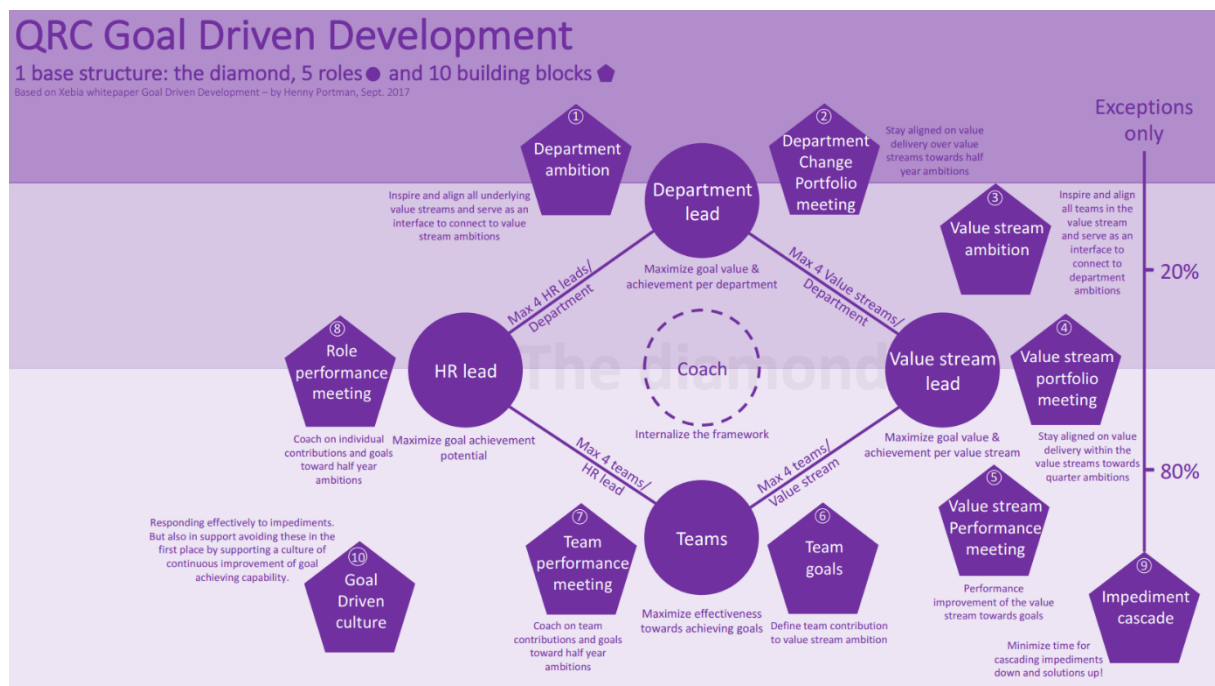 QRC Goal Driven Development
1 base structure: the diamond, 5 roles and 10 building blocks
Based on Xebia whitepaper Goal Driven Development – by Henny Portman, Sept. 2017
①
Department
ambition
Inspire and align all underlying
value streams and serve as an
interface to connect to value
stream ambitions
Department
lead
Maximize goal value &
achievement per department
②
Department
Change
Portfolio
meeting
Stay aligned on value
delivery over value
streams towards half
year ambitions
③
Value stream
ambition
Inspire and align
all teams in the
value stream
and serve as an
interface to
connect to
department
ambitions
Exceptions
only
20%
80%
Max 4 HR leads/
Department
Max 4 Value streams/
Department
⑧
Role
performance
meeting
Coach on individual
contributions and goals
toward half year
ambitions
HR lead
Maximize goal achievement
potential
The diamond
Coach
Internalize the framework
Value stream
lead
Maximize goal value &
achievement per value stream
④
Value stream
portfolio
meeting
Stay aligned on value
delivery within the
value streams towards
quarter ambitions
Max 4 teams/
HR lead
Max 4 teams/
Value stream
⑤
Value stream
Performance
meeting
Performance
improvement of the value
stream towards goals
Responding effectively to impediments.
But also in support avoiding these in the
first place by supporting a culture of
continuous improvement of goal
achieving capability.
⑩
Goal
Driven
culture
⑦
Team
performance
meeting
Coach on team
contributions and goals
toward half year
ambitions
Teams
Maximize effectiveness
towards achieving goals
⑥
Team
goals
Define team contribution
to value stream ambition
⑨
Impediment
cascade
Minimize time for
cascading impediments
down and solutions up!